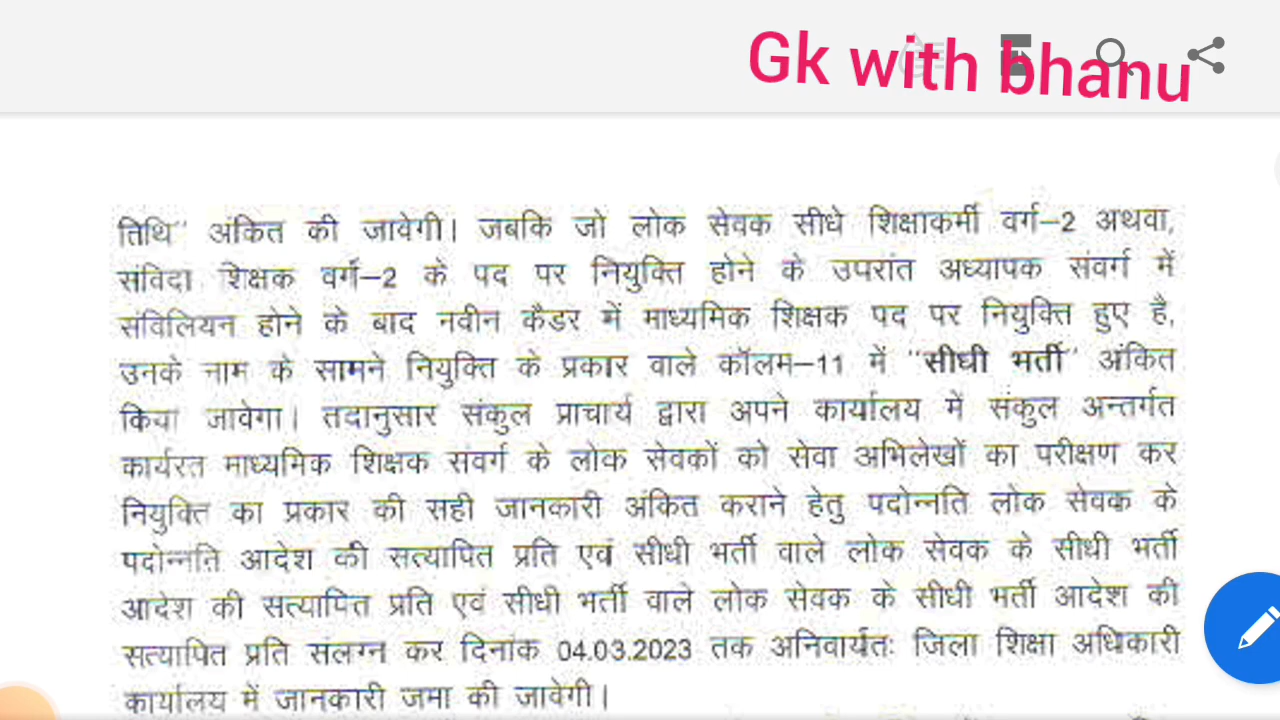 Gk with bhanu
तिथि" अंकित की जावेगी। जबकि जो लोक सेवक सीधे शिक्षाकर्मी वर्ग–2 अथवा,
संविदा शिक्षक वर्ग–2 के पद पर नियुक्ति होने के उपरांत अध्यापक संवर्ग में
संविलियन होने के बाद नवीन कैडर में माध्यमिक शिक्षक पद पर नियुक्ति हुए है,
उनके नाम के सामने नियुक्ति के प्रकार वाले कॉलम–11 में "सीधी भर्ती" अंकित
किया जावेगा। तदानुसार संकुल प्राचार्य द्वारा अपने कार्यालय में संकुल अन्तर्गत
कार्यरत माध्यमिक शिक्षक संवर्ग के लोक सेवकों को सेवा अभिलेखों का परीक्षण कर
नियुक्ति का प्रकार की सही जानकारी अंकित कराने हेतु पदोन्नति लोक सेवक के
पदोन्नति आदेश की सत्यापित प्रति एवं सीधी भर्ती वाले लोक सेवक के सीधी भर्ती
आदेश की सत्यापित प्रति एवं सीधी भर्ती वाले लोक सेवक के सीधी भर्ती आदेश की
सत्यापित प्रति संलग्न कर दिनांक 04.03.2023 तक अनिवार्यतः जिला शिक्षा अधिकारी
कार्यालय में जानकारी जमा की जावेगी।